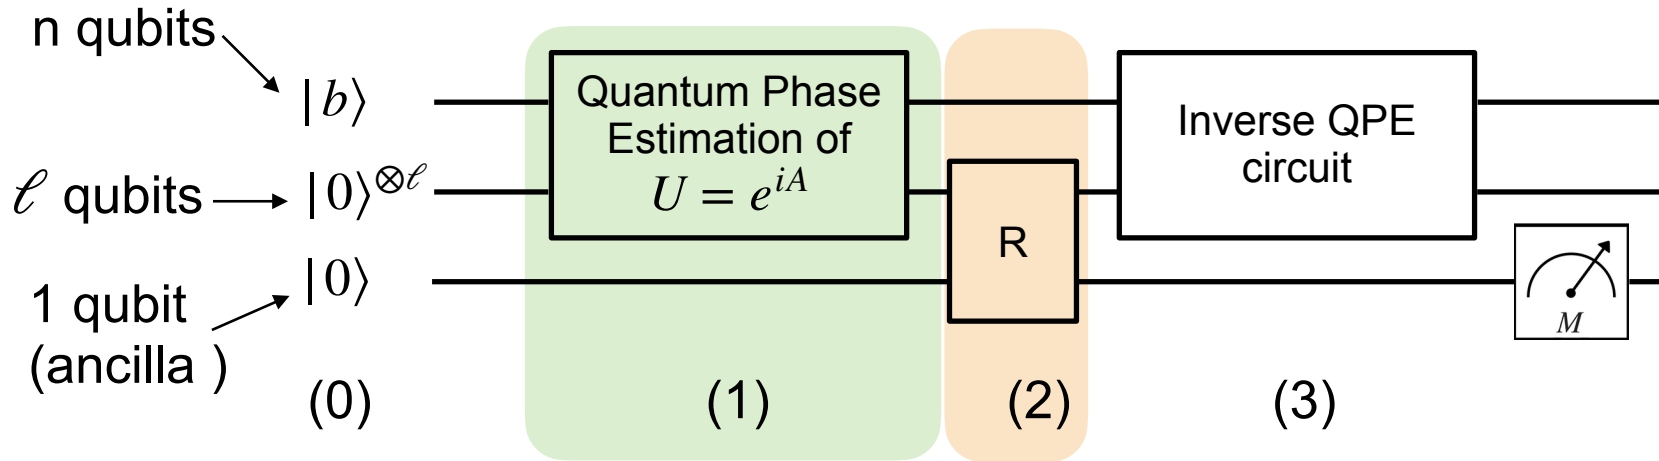 n qubits
|b⟩
Quantum Phase
Estimation of
U = e^{iA}
Inverse QPE
circuit
ℓ qubits
|0⟩^{⊗ℓ}
R
1 qubit
(ancilla )
|0⟩
M
(0)
(1)
(2)
(3)